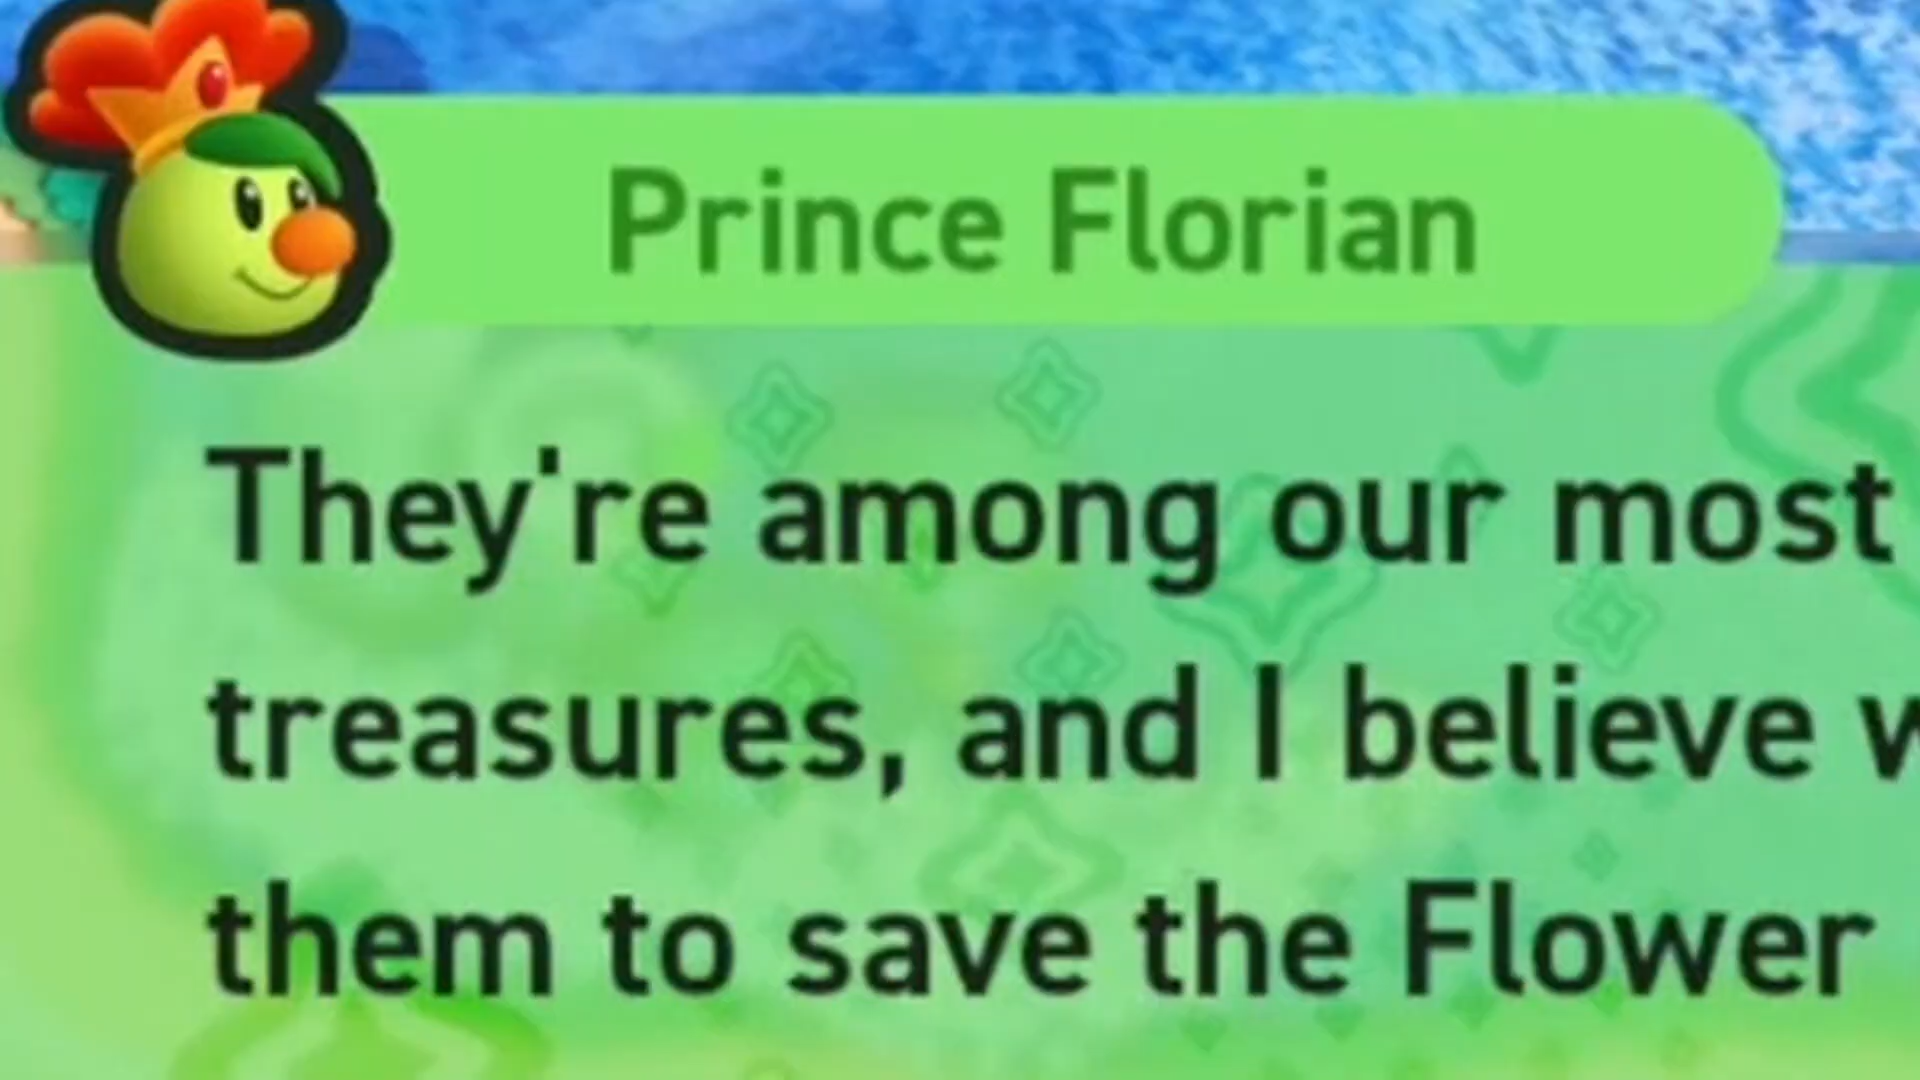 Prince Florian
They're among our most
treasures, and I believe
them to save the Flower